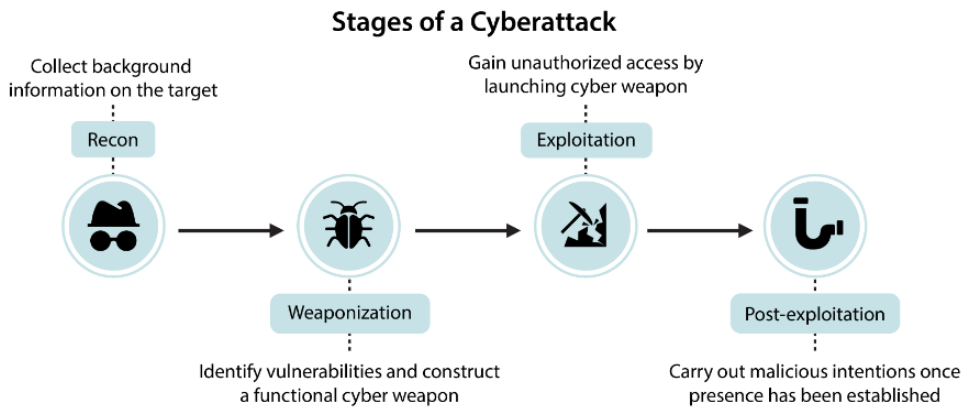 Stages of a Cyberattack
Collect background
information on the target
Recon
Weaponization
Identify vulnerabilities and construct
a functional cyber weapon
Gain unauthorized access by
launching cyber weapon
Exploitation
Post-exploitation
Carry out malicious intentions once
presence has been established